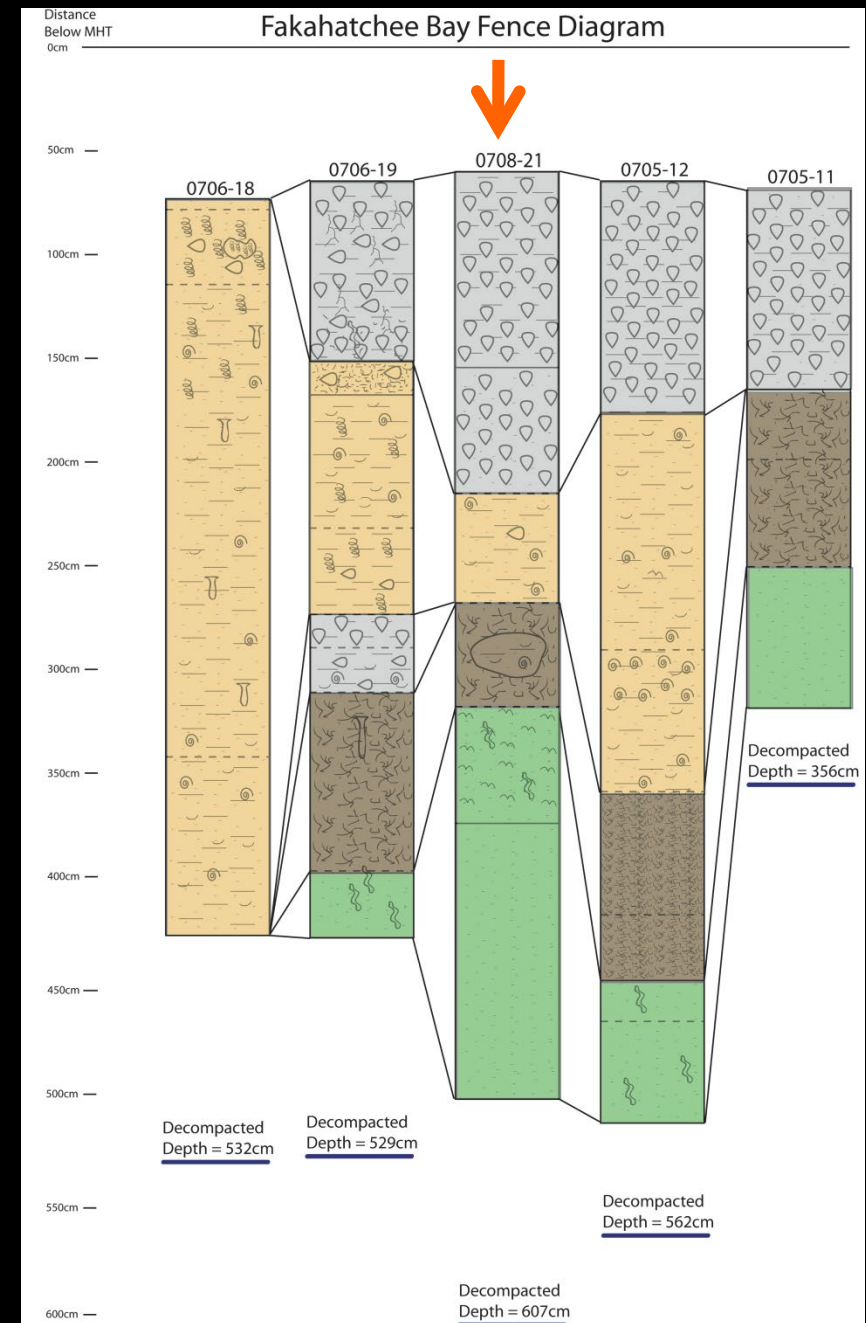 Distance
Below MHT
0cm
Fakahatchee Bay Fence Diagram
50cm
0706-18
0706-19
0708-21
0705-12
0705-11
100cm
150cm
200cm
250cm
300cm
350cm
Decompacted
Depth = 356cm
400cm
450cm
500cm
Decompacted
Depth = 532cm
Decompacted
Depth = 529cm
550cm
Decompacted
Depth = 562cm
600cm
Decompacted
Depth = 607cm